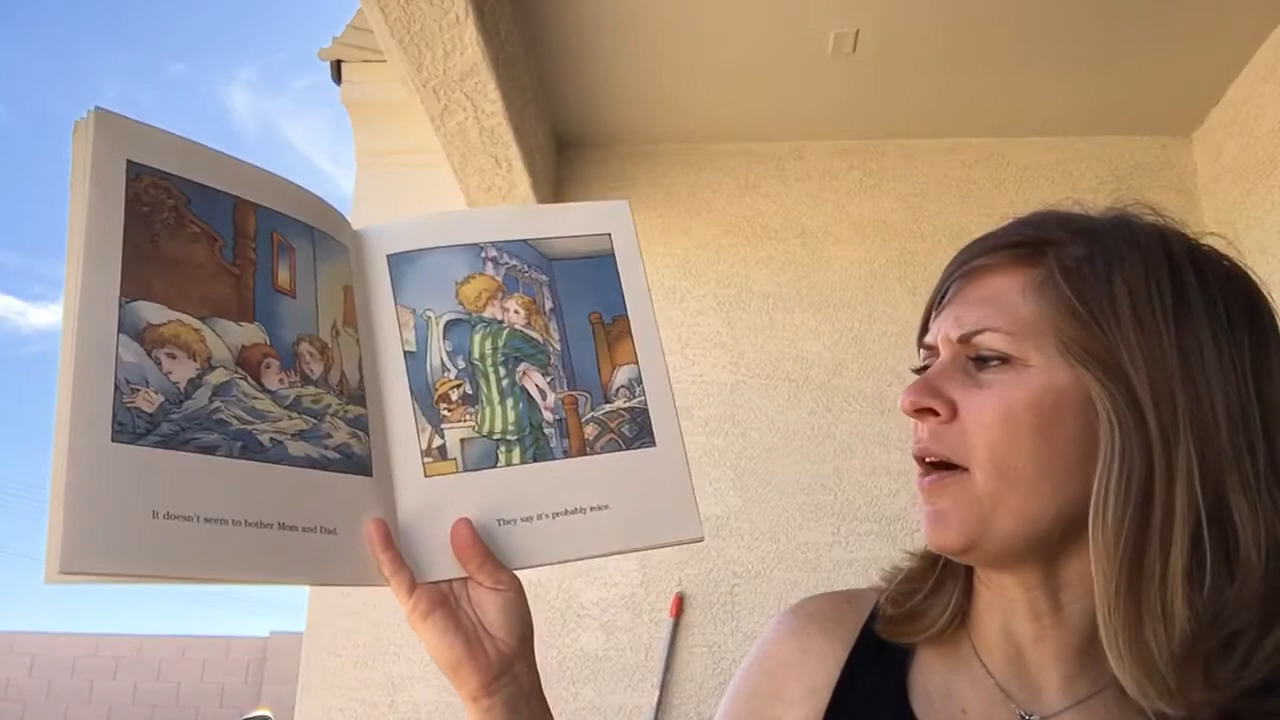 It doesn't seem to bother Mom and Dad.
They say it's probably mice.